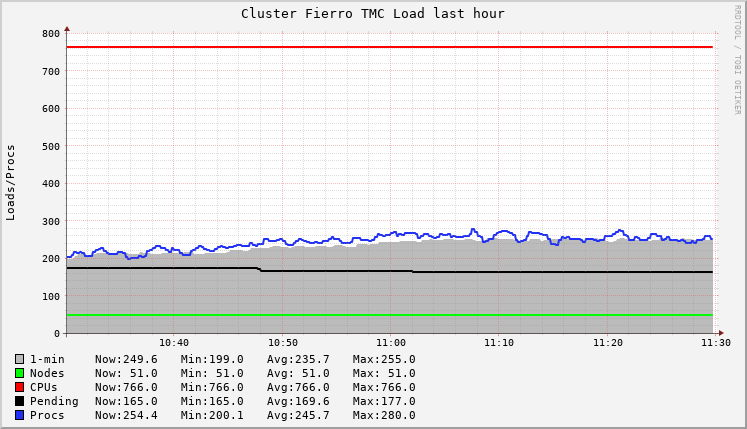 Cluster Fierro TMC Load last hour
RRDTOOL / TOBI OETIKER
Loads/Procs
800
700
600
500
400
300
200
100
0
10:40 10:50 11:00 11:10 11:20 11:30
1-min Now:249.6 Min:199.0 Avg:235.7 Max:255.0
Nodes Now: 51.0 Min: 51.0 Avg: 51.0 Max: 51.0
CPUs Now:766.0 Min:766.0 Avg:766.0 Max:766.0
Pending Now:165.0 Min:165.0 Avg:169.6 Max:177.0
Procs Now:254.4 Min:200.1 Avg:245.7 Max:280.0